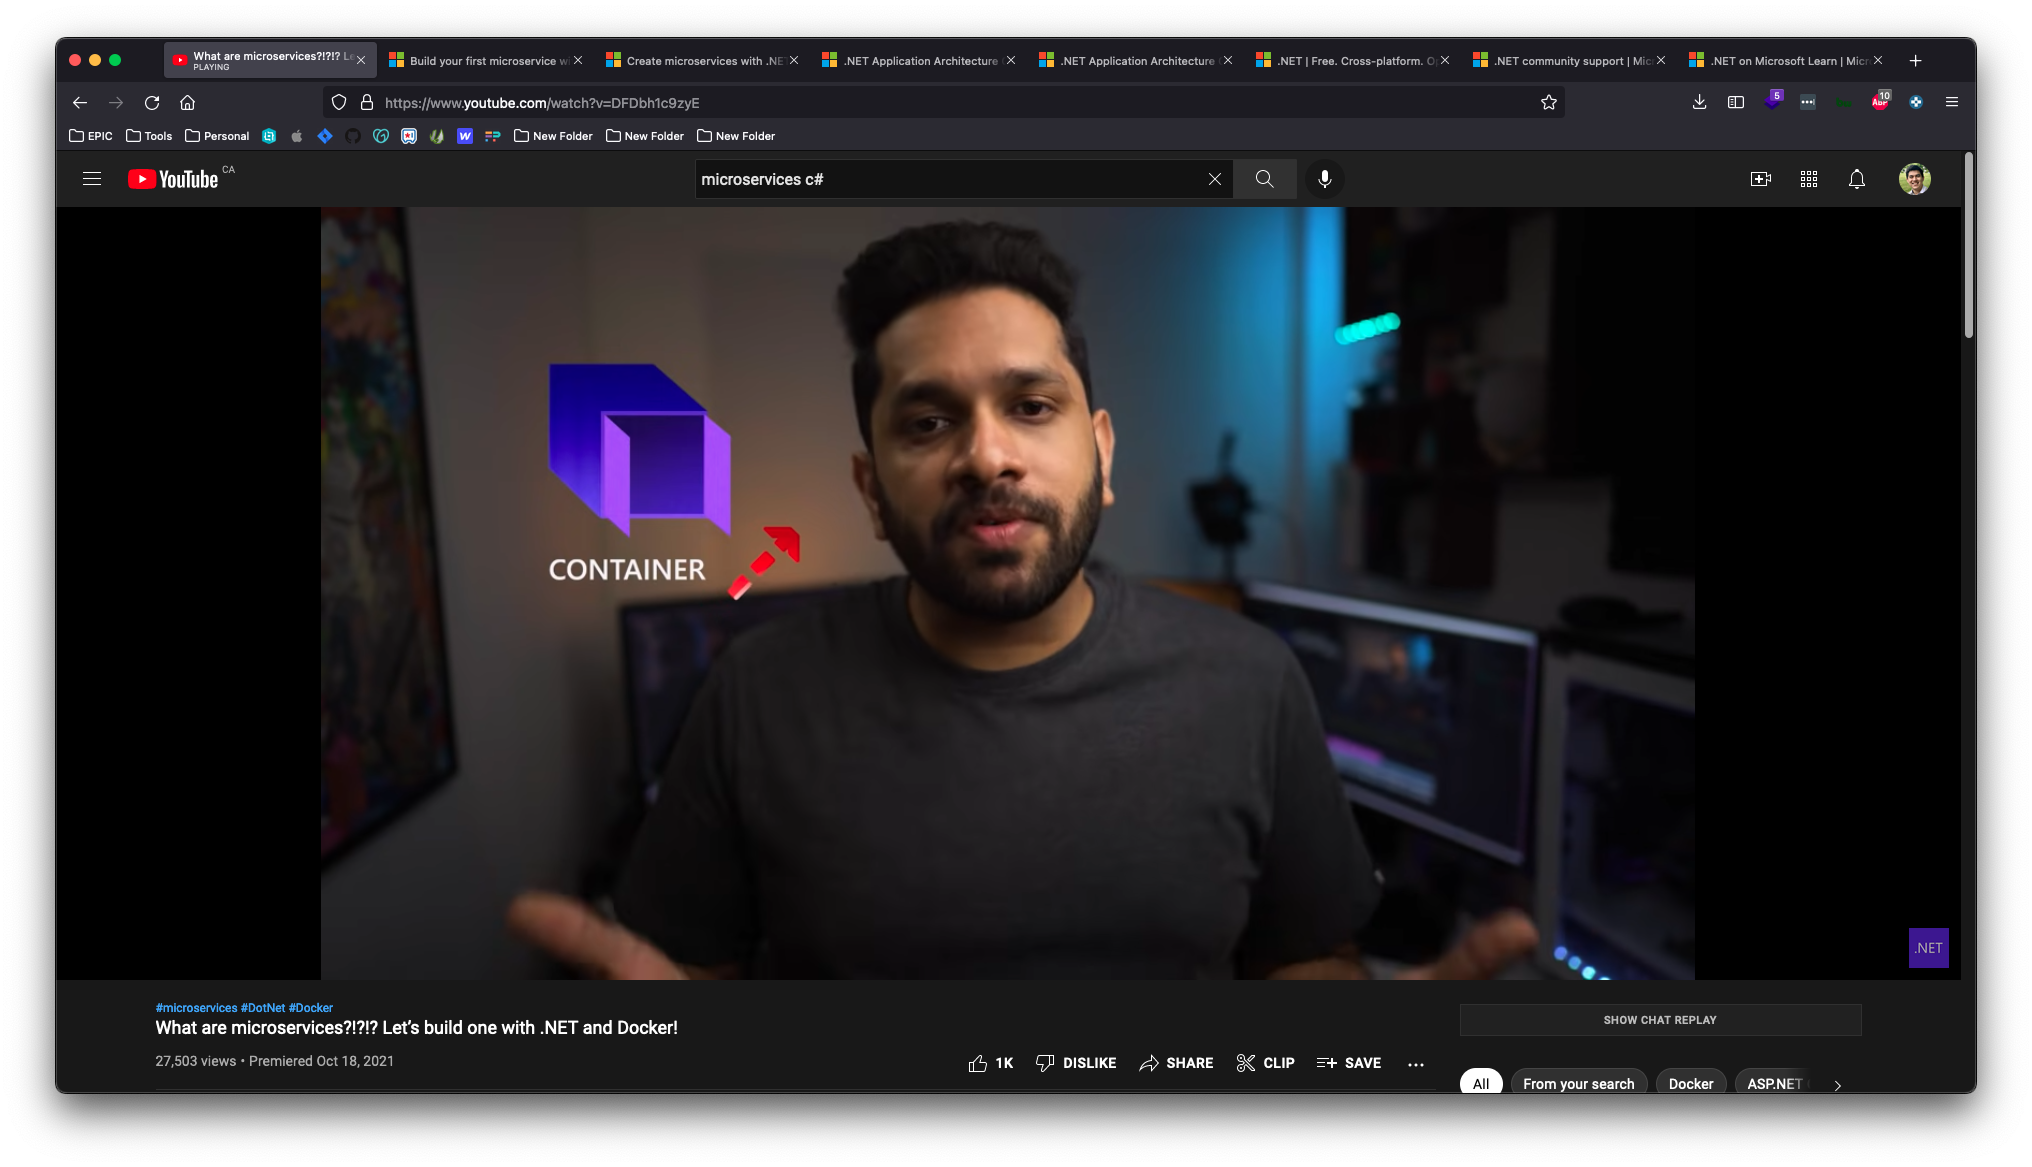 What are microservices?!?!? Le
PLAYING
Build your first microservice w
Create microservices with .NE
.NET Application Architecture
.NET Application Architecture
.NET | Free. Cross-platform. O
.NET community support | Mic
.NET on Microsoft Learn | Micr
https://www.youtube.com/watch?v=DFDbh1c9zyE
5
ABP
10
EPIC
Tools
Personal
New Folder
New Folder
New Folder
YouTube CA
microservices c#
CONTAINER
.NET
#microservices #DotNet #Docker
What are microservices?!?!? Let's build one with .NET and Docker!
27,503 views • Premiered Oct 18, 2021
1K
DISLIKE
SHARE
CLIP
SAVE
SHOW CHAT REPLAY
All
From your search
Docker
ASP.NET